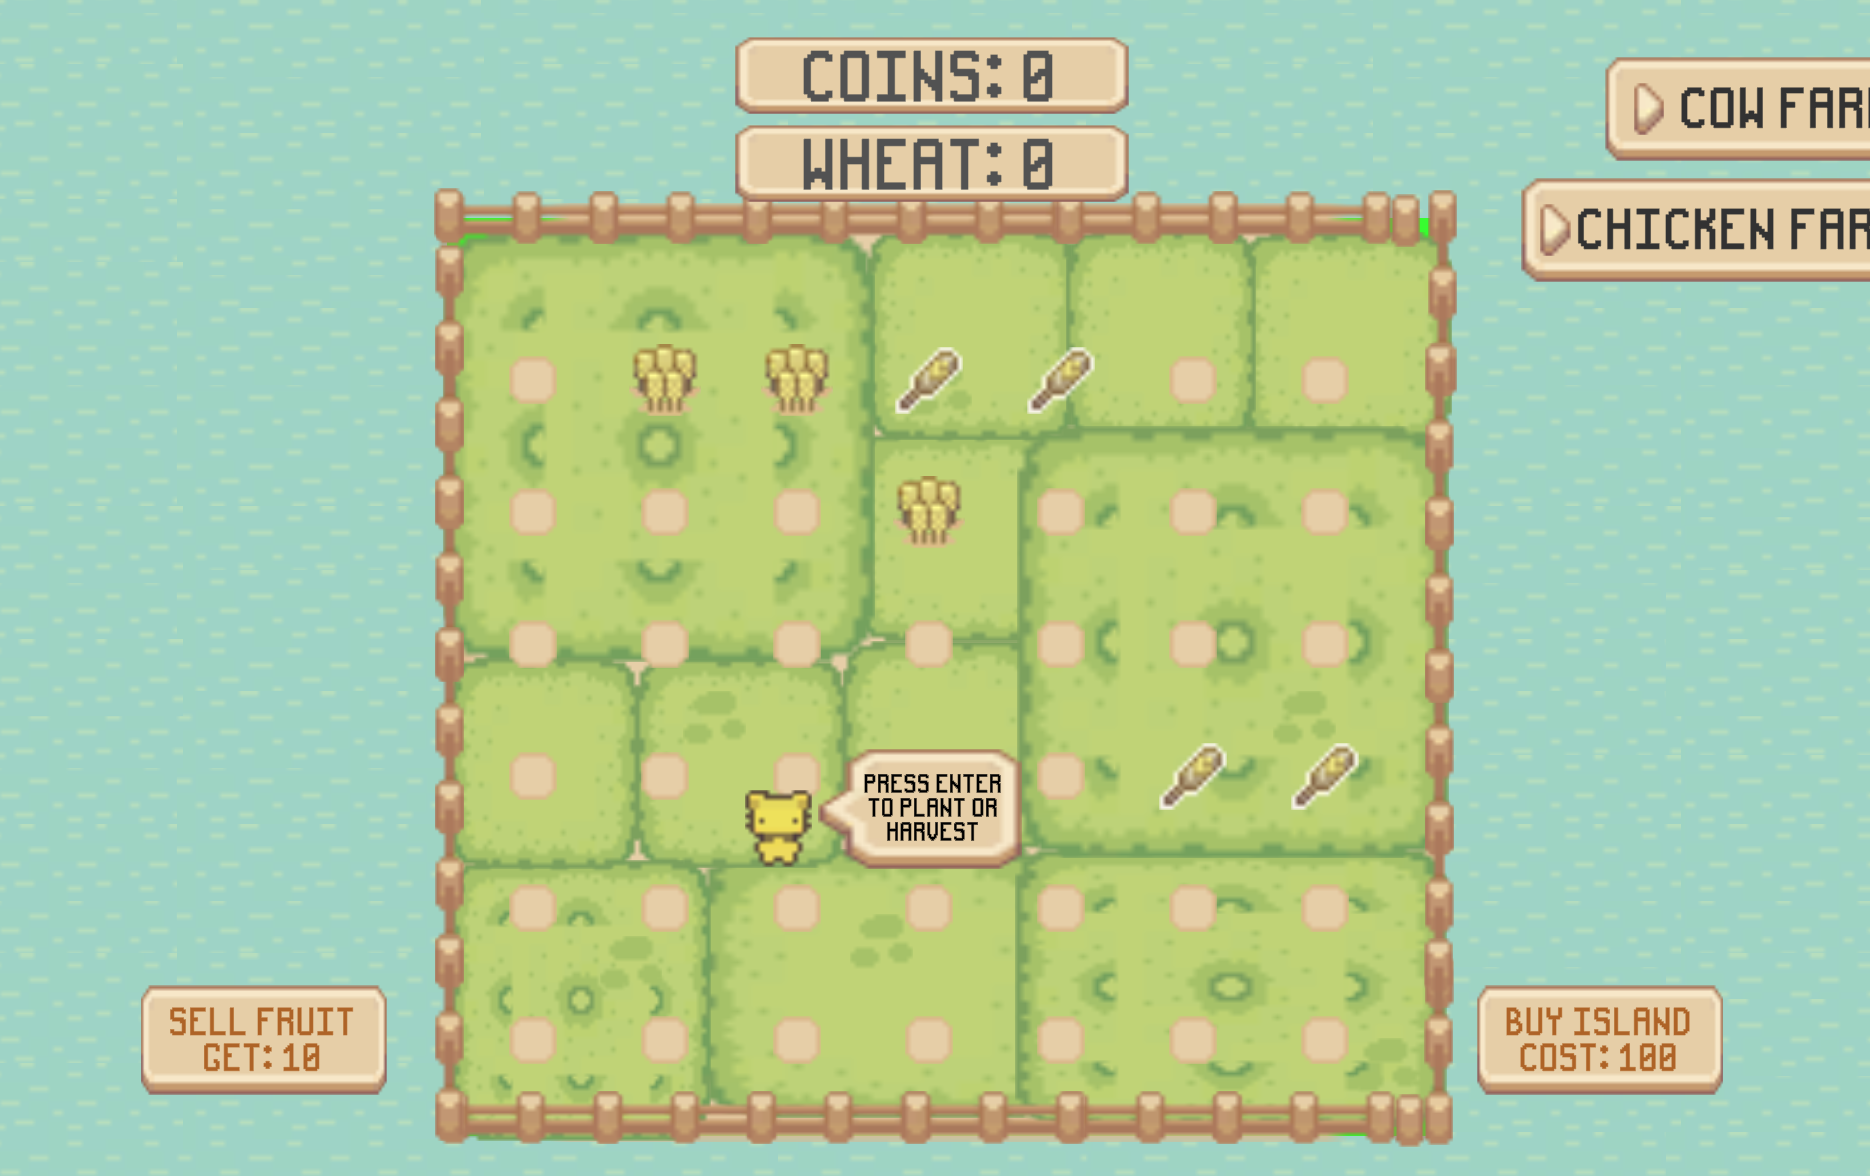 COINS: 0
WHEAT: 0
COW FAR
CHICKEN FAR
PRESS ENTER
TO PLANT OR
HARVEST
SELL FRUIT
GET: 10
BUY ISLAND
COST: 100